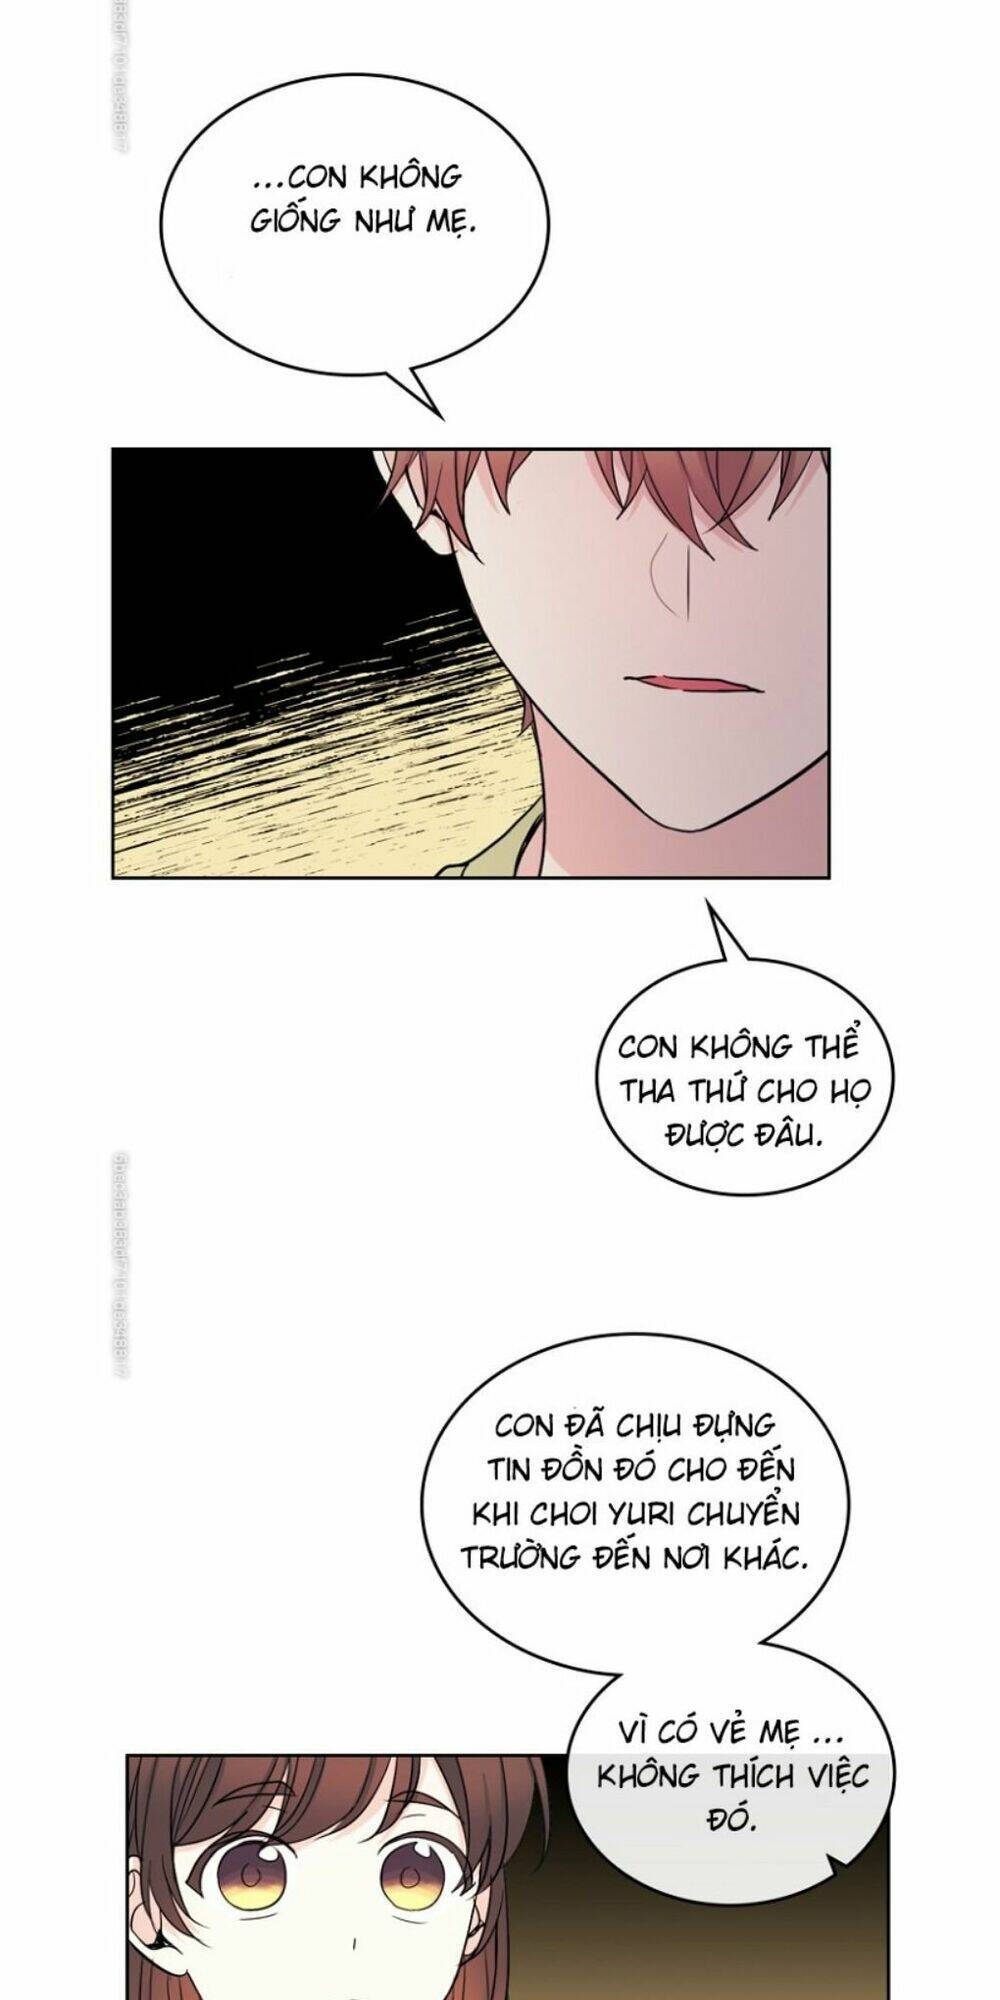 ...CON KHÔNG
GIỐNG NHƯ MẸ.
CON KHÔNG THỂ
THA THỨ CHO HỌ
ĐƯỢC ĐÂU.
CON ĐÃ CHỊU ĐỰNG
TIN ĐỒN ĐÓ CHO ĐẾN
KHI CHOI YURI CHUYỂN
TRƯỜNG ĐẾN NƠI KHÁC.
VÌ CÓ VẺ MẸ ...
KHÔNG THÍCH VIỆC
ĐÓ.